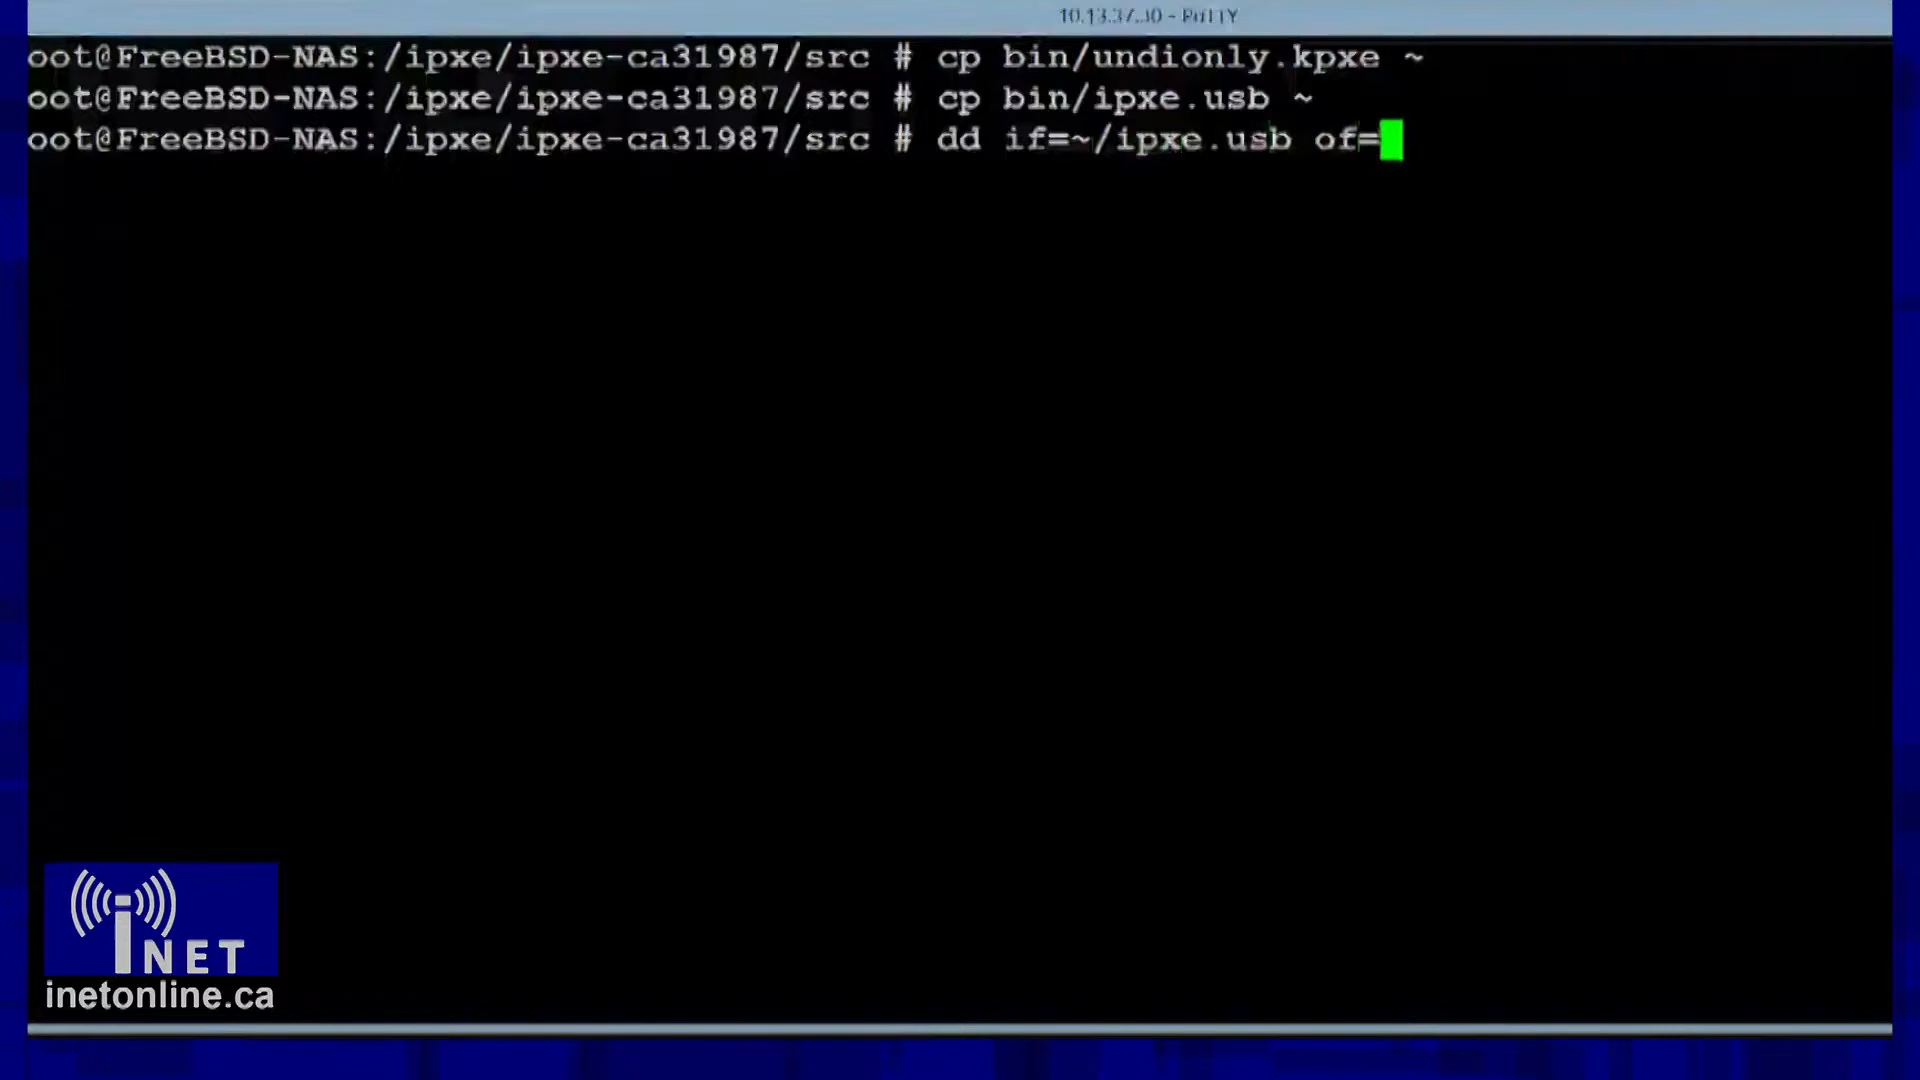 10.13.37.30 - PuTTY
oot@FreeBSD-NAS:/ipxe/ipxe-ca31987/src # cp bin/undionly.kpxe ~
oot@FreeBSD-NAS:/ipxe/ipxe-ca31987/src # cp bin/ipxe.usb ~
oot@FreeBSD-NAS:/ipxe/ipxe-ca31987/src # dd if=~/ipxe.usb of=
iNET
inetonline.ca